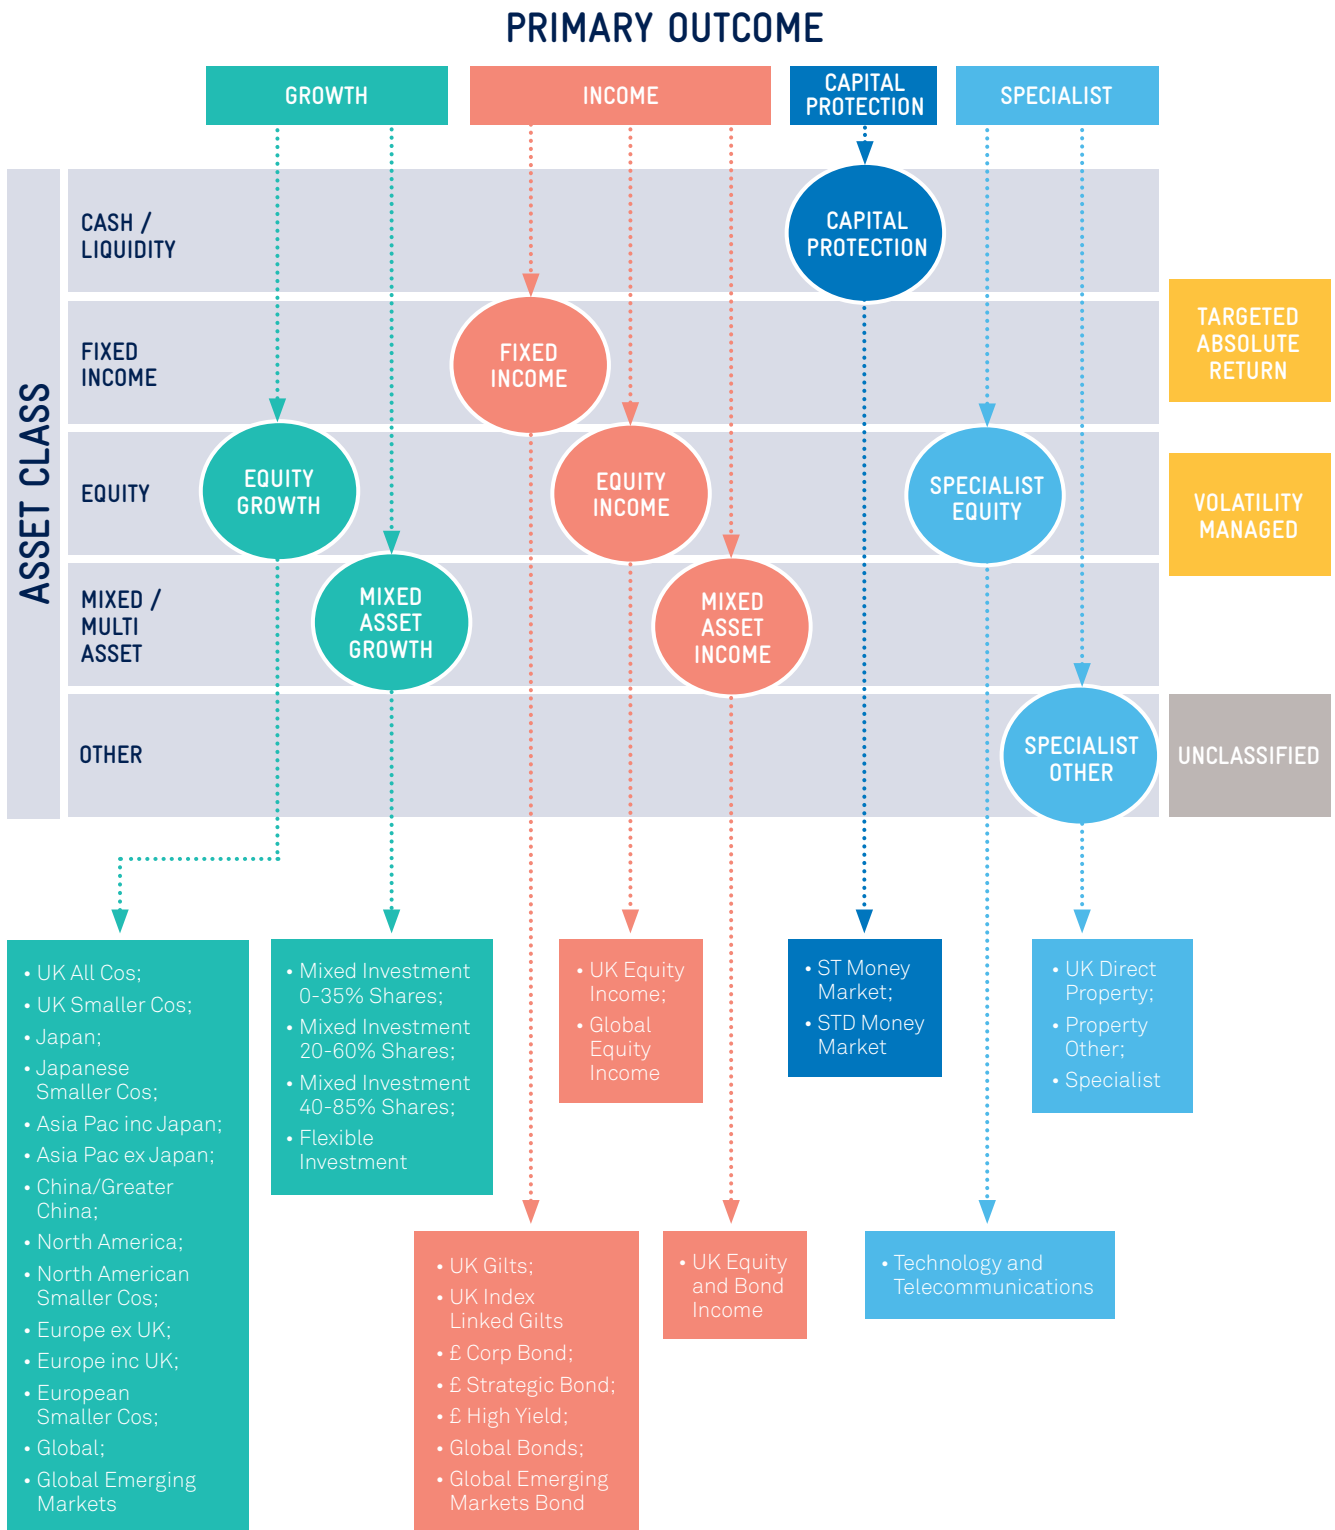 PRIMARY OUTCOME
GROWTH
INCOME
CAPITAL
PROTECTION
SPECIALIST
ASSET CLASS
CASH /
LIQUIDITY
CAPITAL
PROTECTION
FIXED
INCOME
FIXED
INCOME
TARGETED
ABSOLUTE
RETURN
EQUITY
EQUITY
GROWTH
EQUITY
INCOME
SPECIALIST
EQUITY
VOLATILITY
MANAGED
MIXED /
MULTI
ASSET
MIXED
ASSET
GROWTH
MIXED
ASSET
INCOME
OTHER
SPECIALIST
OTHER
UNCLASSIFIED
• UK All Cos;
• UK Smaller Cos;
• Japan;
• Japanese
Smaller Cos;
• Asia Pac inc Japan;
• Asia Pac ex Japan;
• China/Greater
China;
• North America;
• North American
Smaller Cos;
• Europe ex UK;
• Europe inc UK;
• European
Smaller Cos;
• Global;
• Global Emerging
Markets
• Mixed Investment
0-35% Shares;
• Mixed Investment
20-60% Shares;
• Mixed Investment
40-85% Shares;
• Flexible
Investment
• UK Gilts;
• UK Index
Linked Gilts
• £ Corp Bond;
• £ Strategic Bond;
• £ High Yield;
• Global Bonds;
• Global Emerging
Markets Bond
• UK Equity
Income;
• Global
Equity
Income
• UK Equity
and Bond
Income
• ST Money
Market;
• STD Money
Market
• Technology and
Telecommunications
• UK Direct
Property;
• Property
Other;
• Specialist